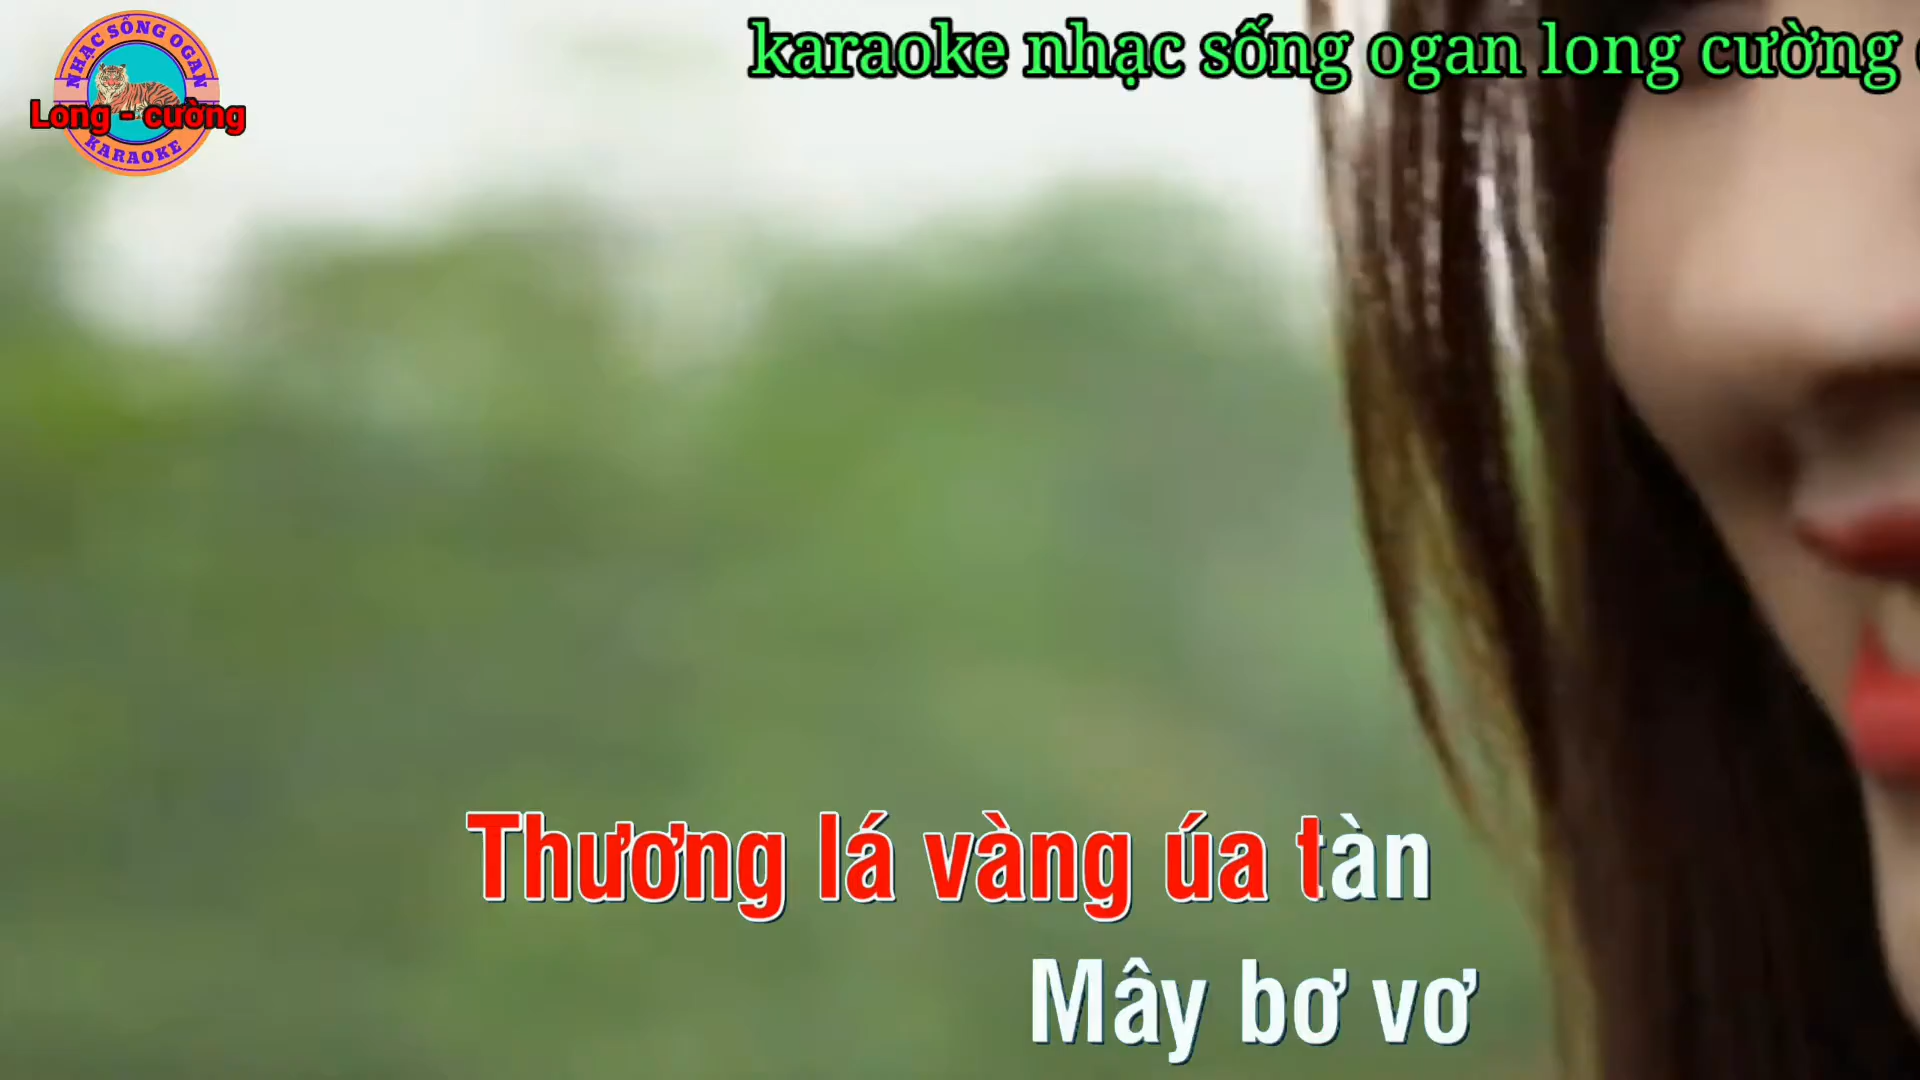 NHẠC SỐNG OGAN
Long - cường
KARAOKE
karaoke nhạc sống ogan long cường
Thương lá vàng úa tàn
Mây bơ vơ